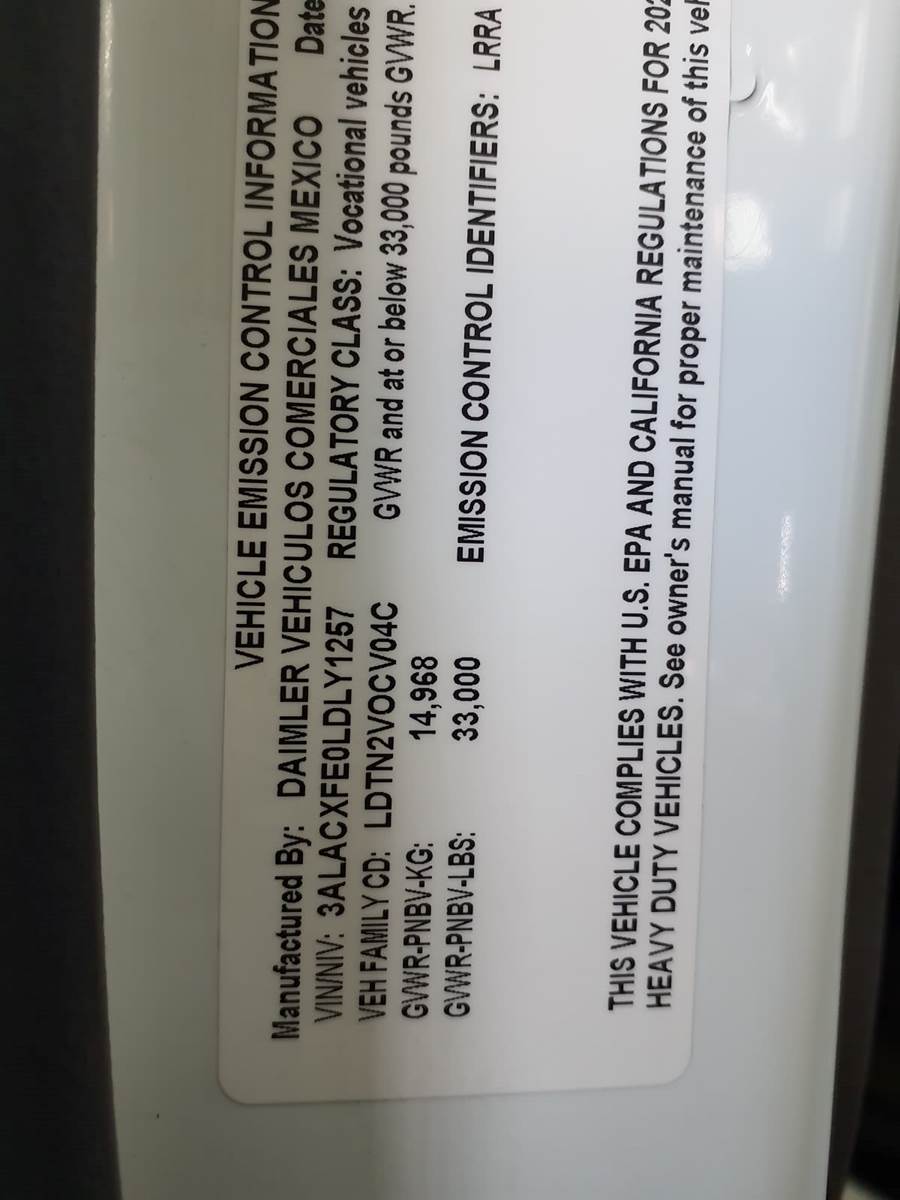 VEHICLE EMISSION CONTROL INFORMATION
Manufactured By: DAIMLER VEHICULOS COMERCIALES MEXICO Date
VIN/NIV: 3ALACXFE0LDLY1257 REGULATORY CLASS: Vocational vehicles
VEH FAMILY CD: LDTN2VOCV04C GVWR and at or below 33,000 pounds GVWR.
GVWR-PNBV-KG: 14,968
GVWR-PNBV-LBS: 33,000 EMISSION CONTROL IDENTIFIERS: LRRA
THIS VEHICLE COMPLIES WITH U.S. EPA AND CALIFORNIA REGULATIONS FOR 202
HEAVY DUTY VEHICLES. See owner's manual for proper maintenance of this veh